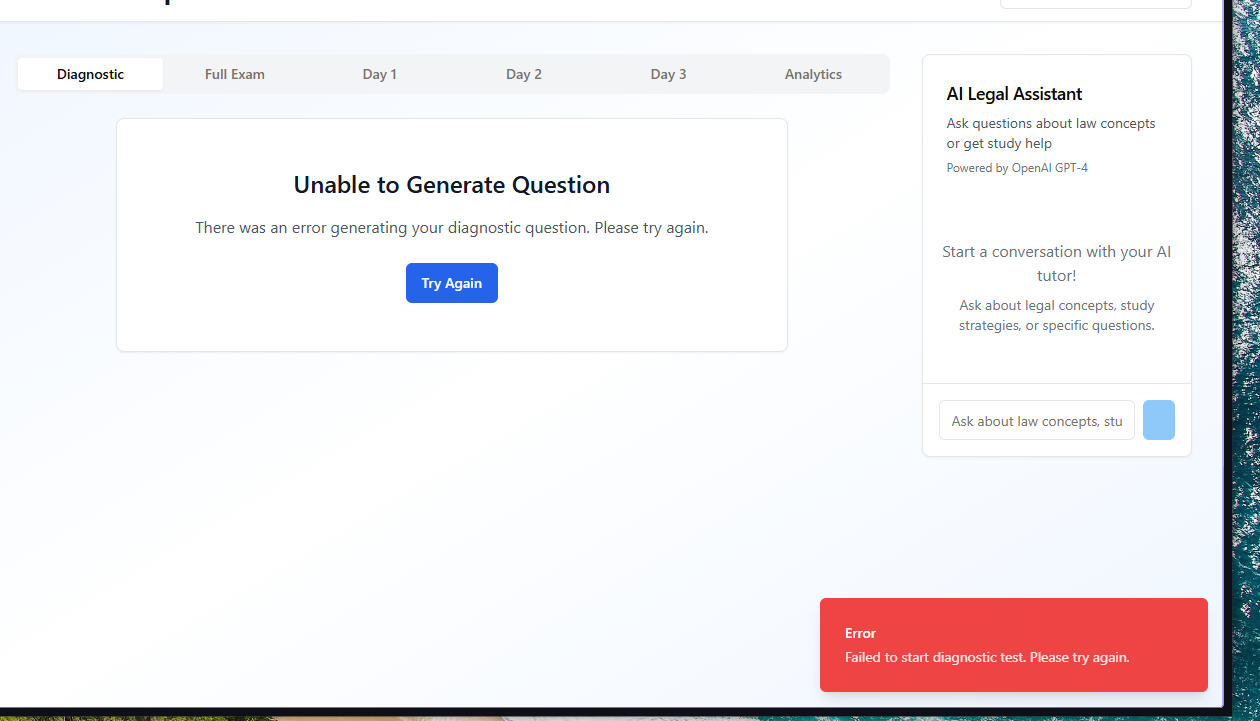 Diagnostic
Full Exam
Day 1
Day 2
Day 3
Analytics
Unable to Generate Question
There was an error generating your diagnostic question. Please try again.
Try Again
AI Legal Assistant
Ask questions about law concepts
or get study help
Powered by OpenAI GPT-4
Start a conversation with your AI
tutor!
Ask about legal concepts, study
strategies, or specific questions.
Ask about law concepts, stu
Error
Failed to start diagnostic test. Please try again.